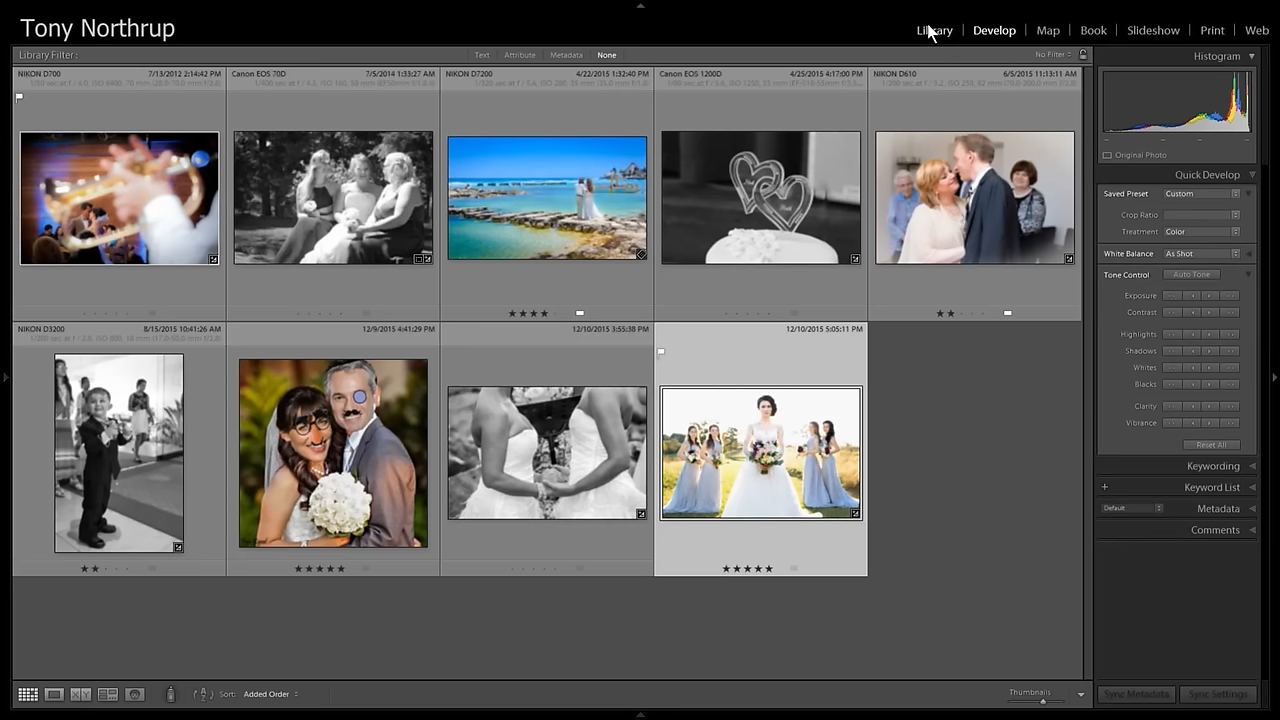 Tony Northrup
Library | Develop | Map | Book | Slideshow | Print | Web
Library Filter : Text Attribute Metadata None No Filter
Histogram
NIKON D700 7/13/2012 2:14:42 PM
Canon EOS 70D 7/5/2014 1:33:27 AM
NIKON D7200 4/22/2015 1:32:40 PM
Canon EOS 1200D 4/25/2015 4:17:00 PM
NIKON D610 6/5/2015 11:13:11 AM
Original Photo
Quick Develop
Saved Preset Custom
Crop Ratio
Treatment Color
White Balance As Shot
Tone Control Auto Tone
Exposure
Contrast
Highlights
Shadows
Whites
Blacks
Clarity
Vibrance
Reset All
NIKON D3200 8/15/2015 10:41:26 AM
12/9/2015 4:41:29 PM
12/10/2015 3:55:38 PM
12/10/2015 5:05:11 PM
Keywording
+ Keyword List
Default Metadata
Comments
XY
Sort: Added Order
Thumbnails
Sync Metadata Sync Settings